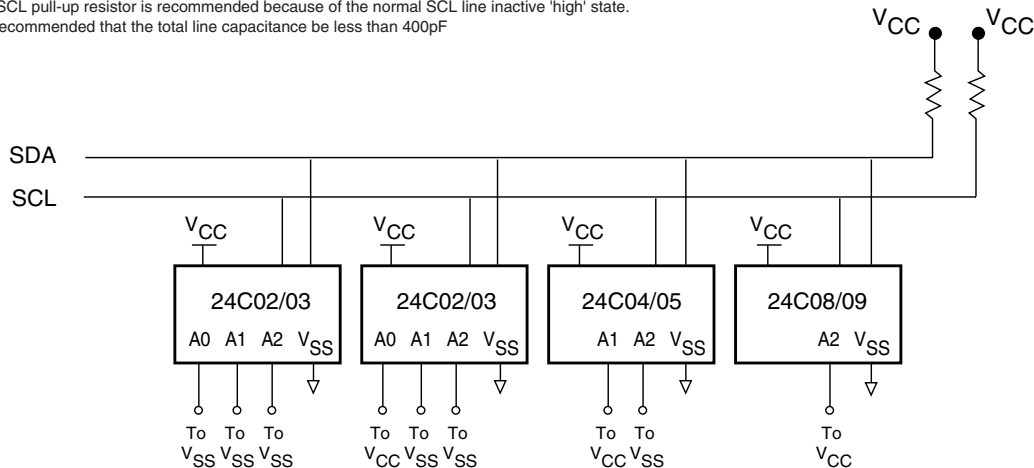 SCL pull-up resistor is recommended because of the normal SCL line inactive 'high' state.
recommended that the total line capacitance be less than 400pF
VCC VCC
SDA
SCL
VCC VCC VCC VCC
24C02/03 24C02/03 24C04/05 24C08/09
A0 A1 A2 VSS A0 A1 A2 VSS A1 A2 VSS A2 VSS
To To To To To To To To To
VSS VSS VSS VCC VSS VSS VCC VSS VCC